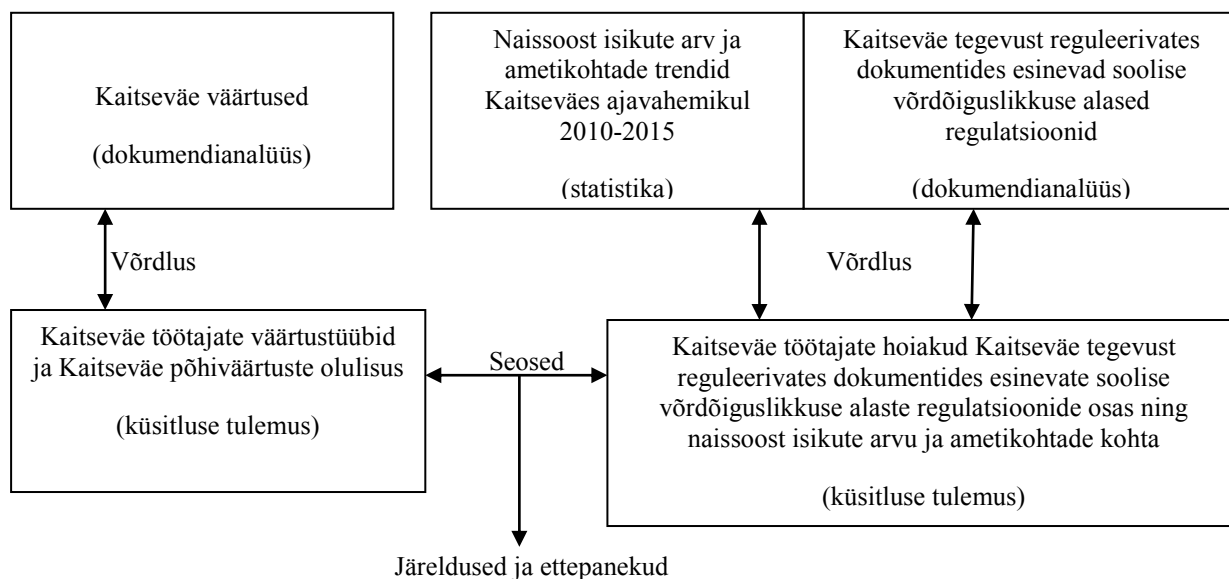 Kaitseväe väärtused
(dokumendianalüüs)
Naissoost isikute arv ja
ametikohtade trendid
Kaitseväes ajavahemikul
2010-2015
(statistika)
Kaitseväe tegevust reguleerivates
dokumentides esinevad soolise
võrdõiguslikkuse alased
regulatsioonid
(dokumendianalüüs)
Võrdlus
Võrdlus
Kaitseväe töötajate väärtustüübid
ja Kaitseväe põhiväärtuste olulisus
(küsitluse tulemus)
Seosed
Kaitseväe töötajate hoiakud Kaitseväe tegevust
reguleerivates dokumentides esinevate soolise
võrdõiguslikkuse alaste regulatsioonide osas ning
naissoost isikute arvu ja ametikohtade kohta
(küsitluse tulemus)
Järeldused ja ettepanekud